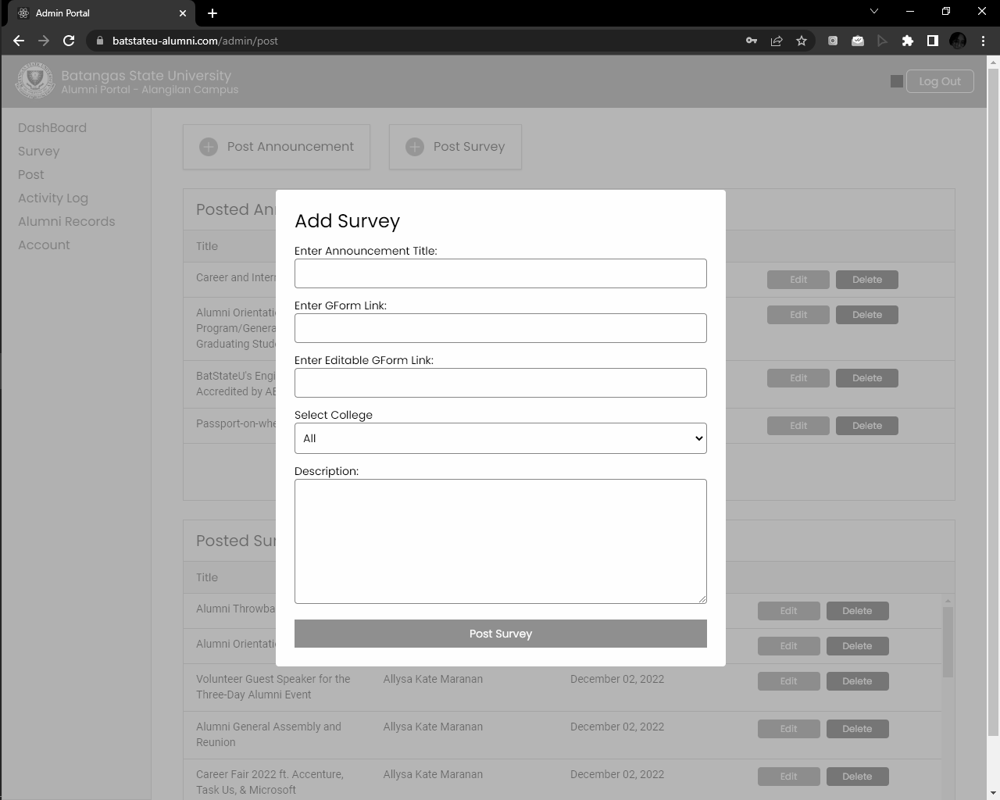 Admin Portal
batstateu-alumni.com/admin/post
Batangas State University
Alumni Portal - Alangilan Campus
Log Out
DashBoard
Survey
Post
Activity Log
Alumni Records
Account
Post Announcement
Post Survey
Posted An
Title
Career and Inter
Edit
Delete
Alumni Orientati
Program/Genera
Graduating Stud
Edit
Delete
BatStateU's Engi
Accredited by AB
Edit
Delete
Passport-on-whe
Edit
Delete
Add Survey
Enter Announcement Title:
Enter GForm Link:
Enter Editable GForm Link:
Select College
All
Description:
Post Survey
Posted Sur
Title
Alumni Throwba
Edit
Delete
Alumni Orientati
Edit
Delete
Volunteer Guest Speaker for the
Three-Day Alumni Event
Allysa Kate Maranan
December 02, 2022
Edit
Delete
Alumni General Assembly and
Reunion
Allysa Kate Maranan
December 02, 2022
Edit
Delete
Career Fair 2022 ft. Accenture,
Task Us, & Microsoft
Allysa Kate Maranan
December 02, 2022
Edit
Delete